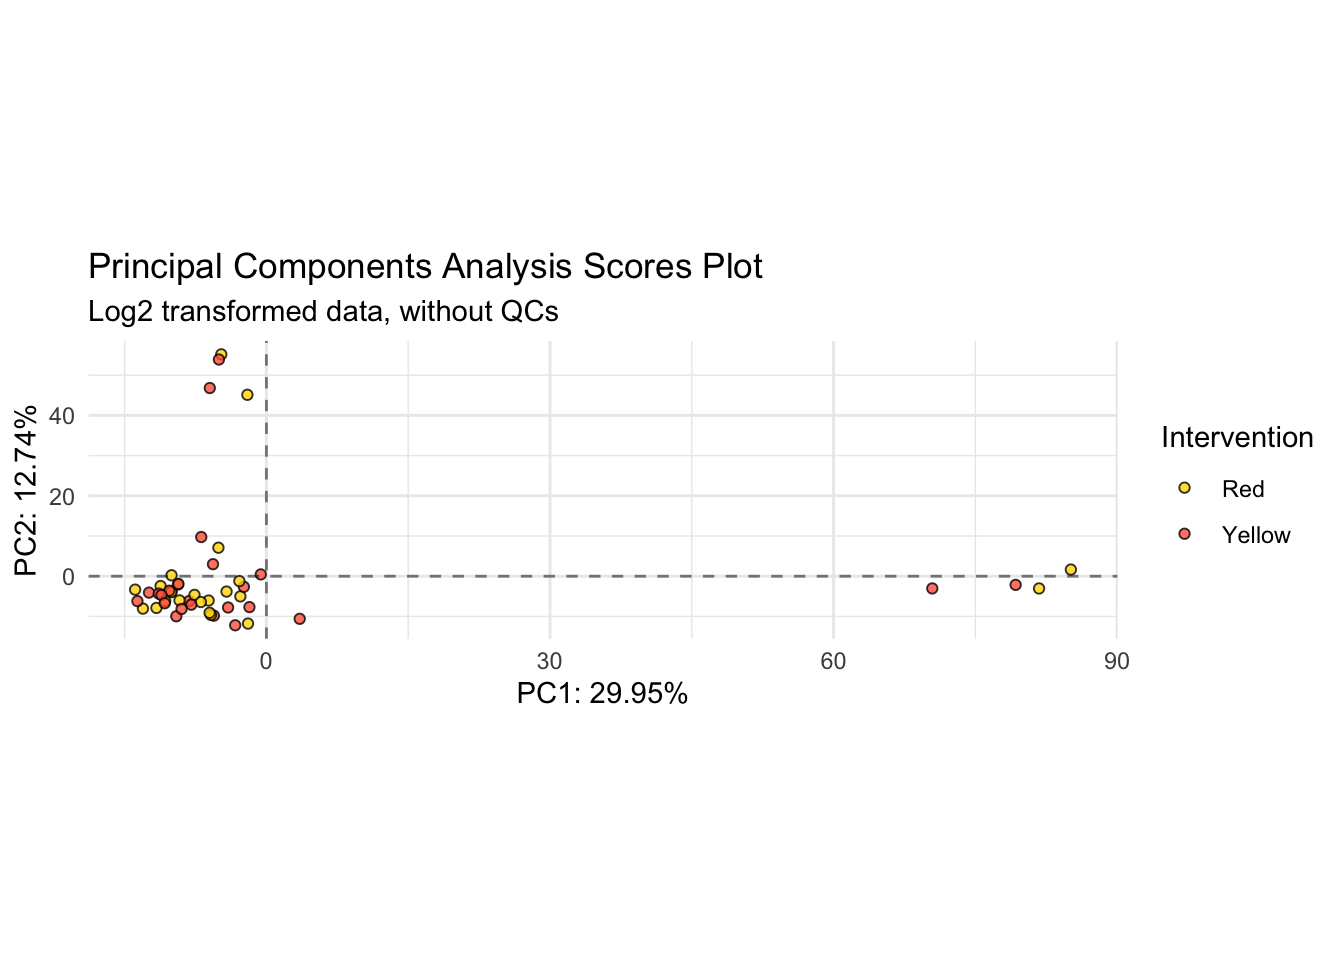 Principal Components Analysis Scores Plot
Log2 transformed data, without QCs
PC2: 12.74%
40
20
0
0
30
60
90
PC1: 29.95%
Intervention
Red
Yellow